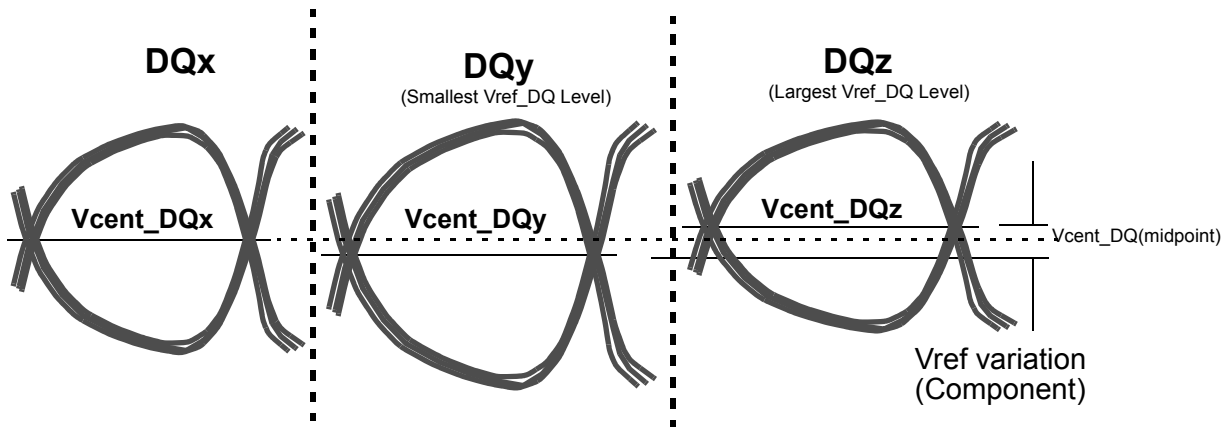 DQx
DQy
(Smallest Vref_DQ Level)
DQz
(Largest Vref_DQ Level)
Vcent_DQx
Vcent_DQy
Vcent_DQz
Vcent_DQ(midpoint)
Vref variation
(Component)